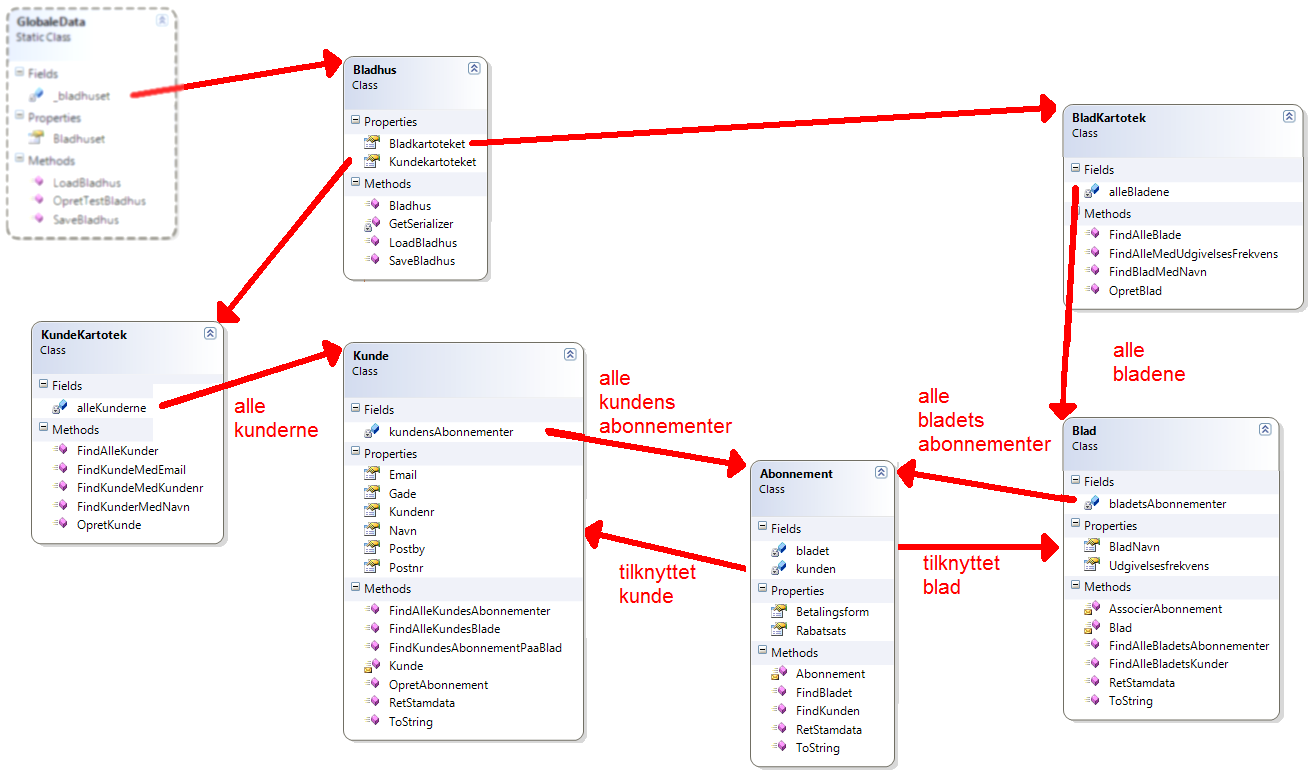 GlobaleData
Static Class
Fields
_bladhuset
Properties
Bladhuset
Methods
LoadBladhus
OpretTestBladhus
SaveBladhus
Bladhus
Class
Properties
Bladkartoteket
Kundekartoteket
Methods
Bladhus
GetSerializer
LoadBladhus
SaveBladhus
BladKartotek
Class
Fields
alleBladene
Methods
FindAlleBlade
FindAlleMedUdgivelsesFrekvens
FindBladMedNavn
OpretBlad
KundeKartotek
Class
Fields
alleKunderne
Methods
FindAlleKunder
FindKundeMedEmail
FindKundeMedKundenr
FindKunderMedNavn
OpretKunde
alle
kunderne
Kunde
Class
Fields
kundensAbonnementer
Properties
Email
Gade
Kundenr
Navn
Postby
Postnr
Methods
FindAlleKundesAbonnementer
FindAlleKundesBlade
FindKundesAbonnementPaaBlad
Kunde
OpretAbonnement
RetStamdata
ToString
alle
kundens
abonnementer
tilknyttet
kunde
Abonnement
Class
Fields
bladet
kunden
Properties
Betalingsform
Rabatsats
Methods
Abonnement
FindBladet
FindKunden
RetStamdata
ToString
alle
bladets
abonnementer
tilknyttet
blad
alle
bladene
Blad
Class
Fields
bladetsAbonnementer
Properties
BladNavn
Udgivelsesfrekvens
Methods
AssocierAbonnement
Blad
FindAlleBladetsAbonnementer
FindAlleBladetsKunder
RetStamdata
ToString